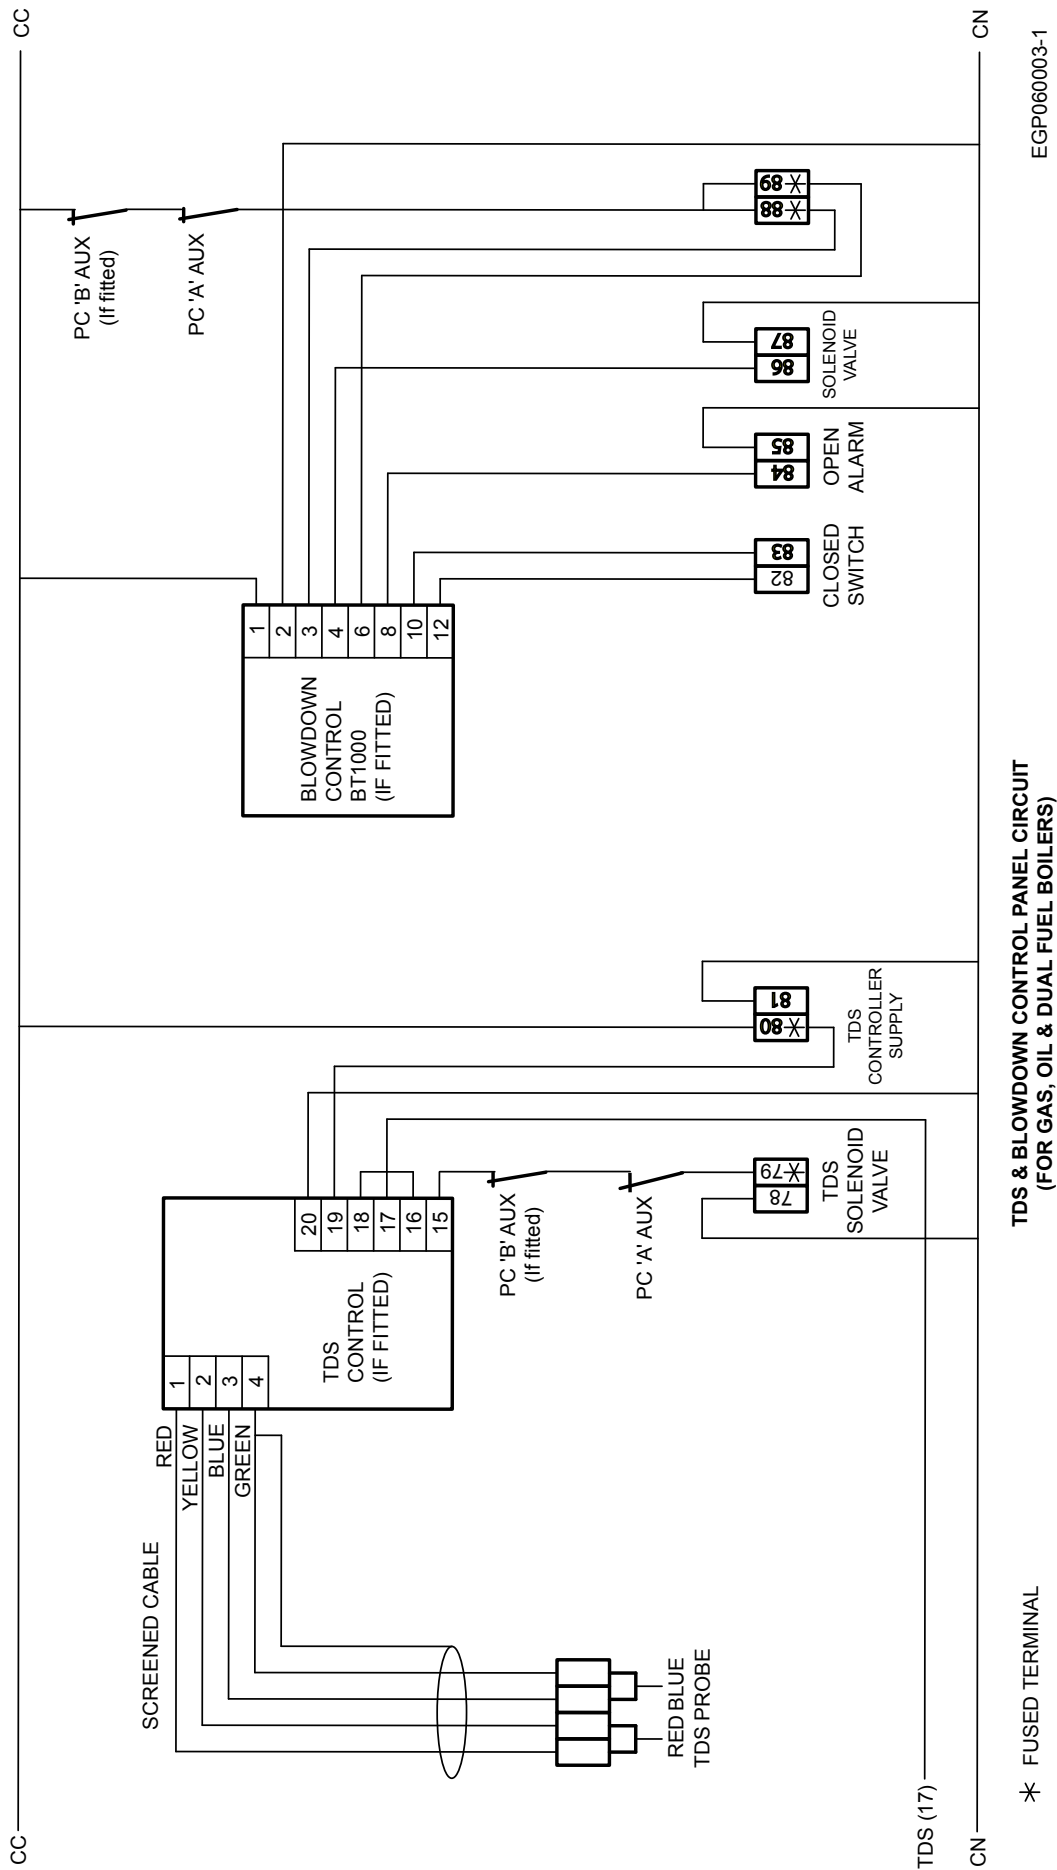 CC
CC
SCREENED CABLE
RED
YELLOW
BLUE
GREEN
1
2
3
4
TDS
CONTROL
(IF FITTED)
20
19
18
17
16
15
PC 'B' AUX
(If fitted)
PC 'A' AUX
78
79
TDS
SOLENOID
VALVE
80
81
TDS
CONTROLLER
SUPPLY
RED BLUE
TDS PROBE
BLOWDOWN
CONTROL
BT1000
(IF FITTED)
1
2
3
4
6
8
10
12
PC 'B' AUX
(If fitted)
PC 'A' AUX
82
83
CLOSED
SWITCH
84
85
OPEN
ALARM
86
87
SOLENOID
VALVE
88
89
TDS (17)
CN
CN
FUSED TERMINAL
TDS & BLOWDOWN CONTROL PANEL CIRCUIT
(FOR GAS, OIL & DUAL FUEL BOILERS)
EGP060003-1